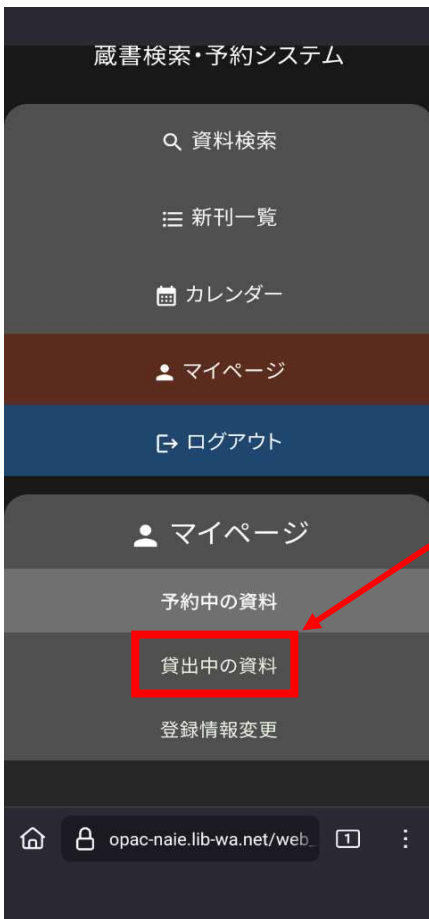 蔵書検索・予約システム
資料検索
新刊一覧
カレンダー
マイページ
ログアウト
マイページ
予約中の資料
貸出中の資料
登録情報変更
opac-naie.lib-wa.net/web_
1